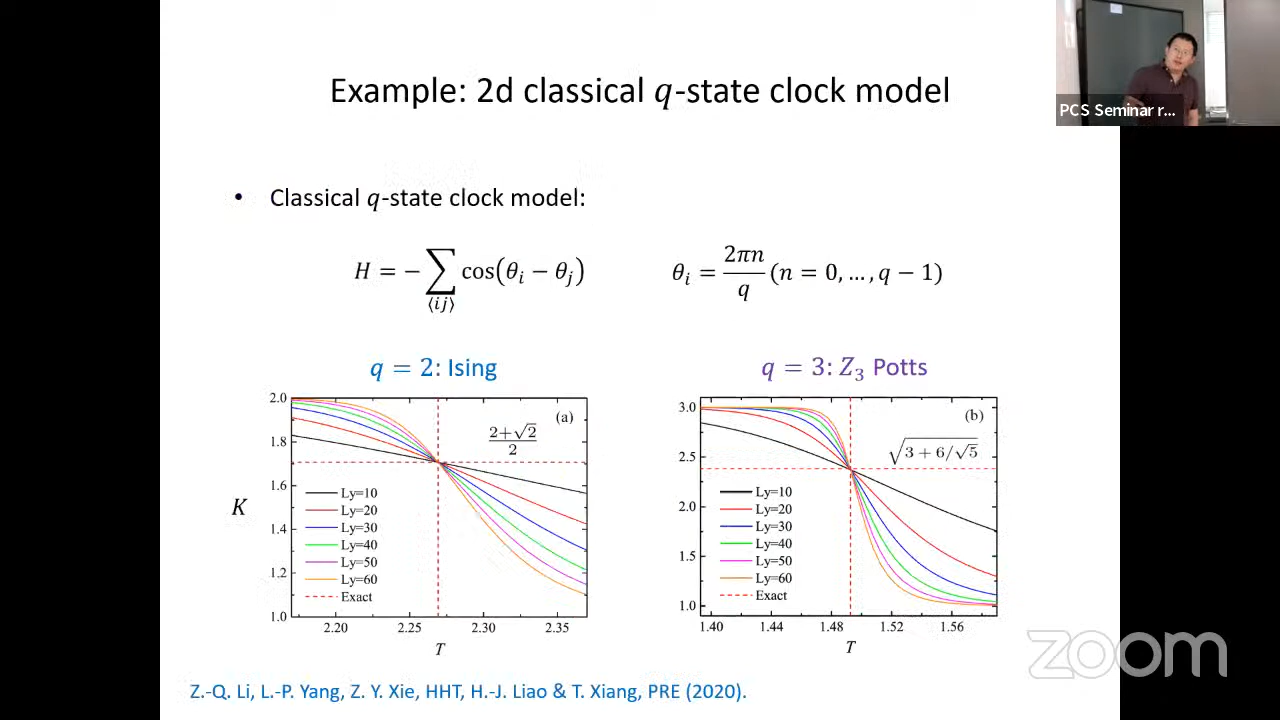 Example: 2d classical q-state clock model
PCS Seminar r...
• Classical q-state clock model:
H = − ∑⟨ij⟩ cos(θi − θj)
θi = 2πn/q (n = 0, …, q − 1)
q = 2: Ising
q = 3: Z3 Potts
2.0
1.8
1.6
1.4
1.2
1.0
K
(a)
2+√2
2
Ly=10
Ly=20
Ly=30
Ly=40
Ly=50
Ly=60
Exact
2.20 2.25 2.30 2.35
T
3.0
2.5
2.0
1.5
1.0
(b)
√3 + 6/√5
Ly=10
Ly=20
Ly=30
Ly=40
Ly=50
Ly=60
Exact
1.40 1.44 1.48 1.52 1.56
T
zoom
Z.-Q. Li, L.-P. Yang, Z. Y. Xie, HHT, H.-J. Liao & T. Xiang, PRE (2020).